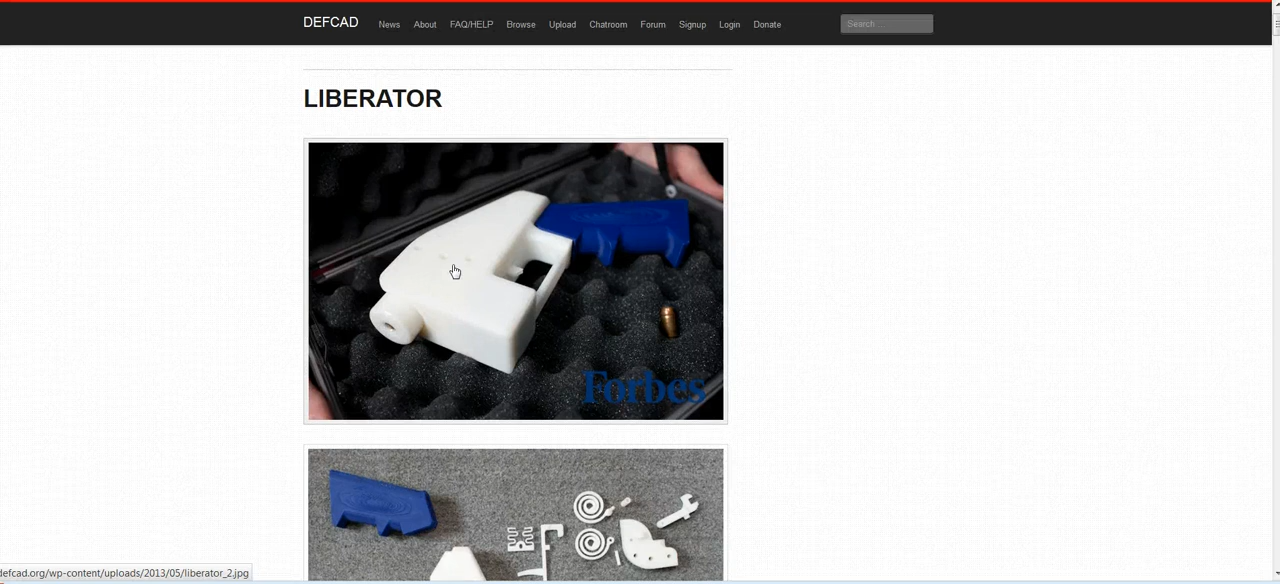 DEFCAD News About FAQ/HELP Browse Upload Chatroom Forum Signup Login Donate Search...
LIBERATOR
Forbes
defcad.org/wp-content/uploads/2013/05/liberator_2.jpg